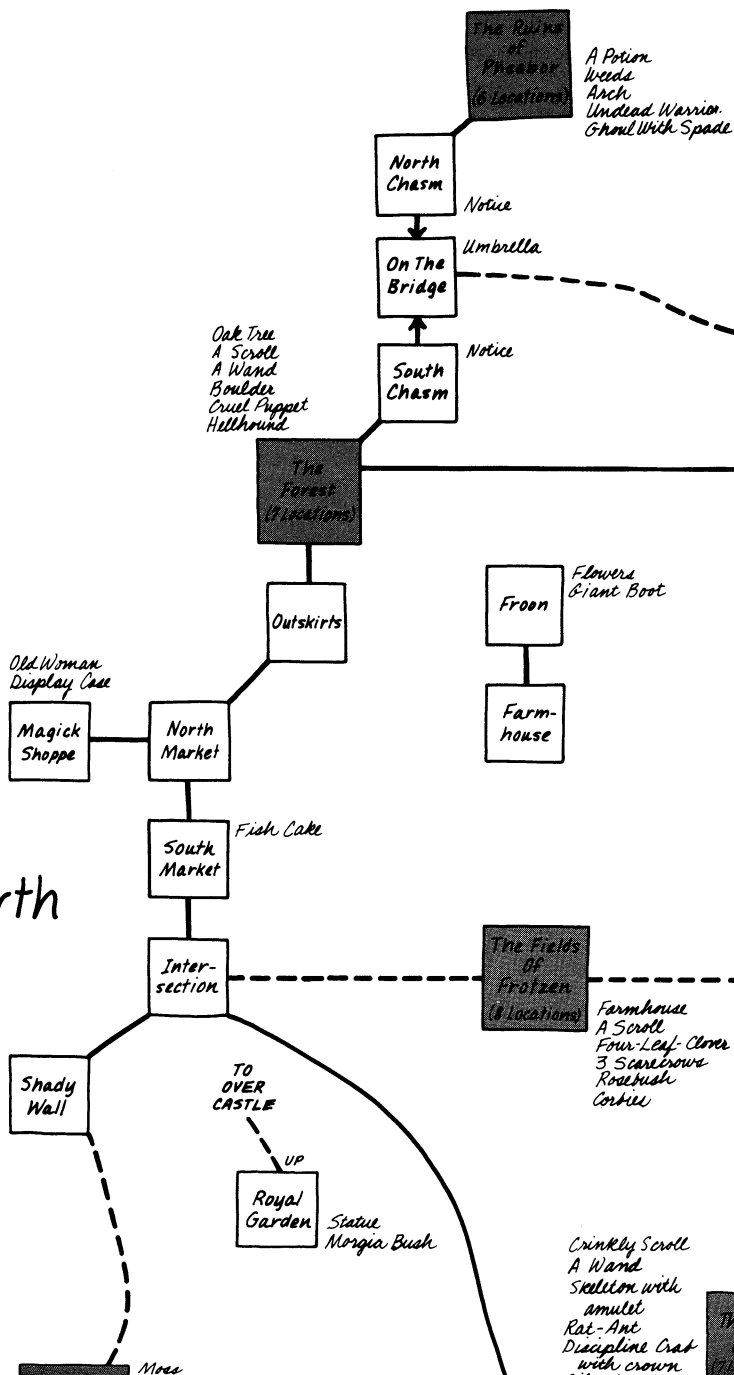 The Ruins
of
Pheebor
(6 Locations)
A Potion
Weeds
Arch
Undead Warrior.
Ghoul With Spade
North
Chasm
Notice
On The
Bridge
Umbrella
South
Chasm
Notice
Oak Tree
A Scroll
A Wand
Boulder
Cruel Puppet
Hellhound
The
Forest
(7 Locations)
Outskirts
Froon
Flowers
Giant Boot
Farm-
house
Old Woman
Display Case
Magick
Shoppe
North
Market
South
Market
Fish Cake
rth
Inter-
section
The Fields
Of
Frotzen
(8 Locations)
Farmhouse
A Scroll
Four-Leaf-Clover
3 Scarecrows
Rosebush
Corbies
Shady
Wall
TO
OVER
CASTLE
UP
Royal
Garden
Statue
Morgia Bush
Crinkly Scroll
A Wand
Skeleton with
amulet
Rat-Ant
Discipline Crab
with crown
Th
Moss